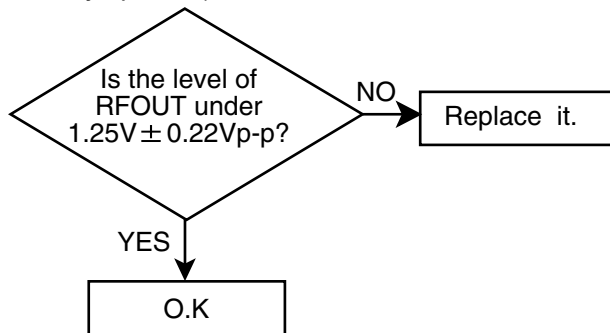 Is the level of
RFOUT under
1.25V ± 0.22Vp-p?
NO
Replace it.
YES
O.K